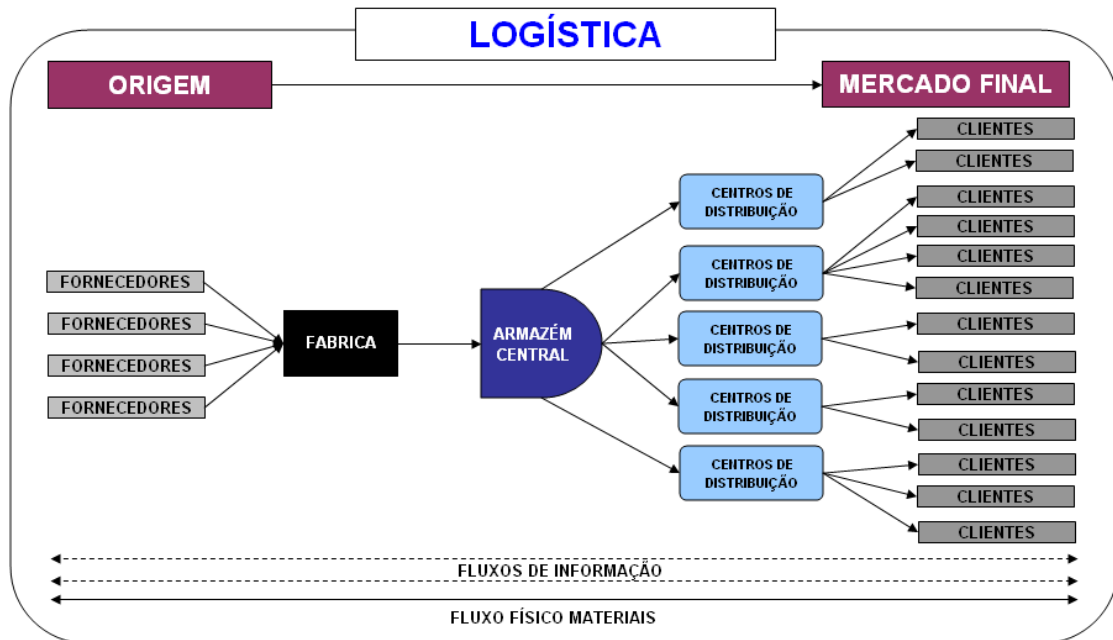 LOGÍSTICA
ORIGEM
MERCADO FINAL
FORNECEDORES
FORNECEDORES
FORNECEDORES
FORNECEDORES
FABRICA
ARMAZÉM
CENTRAL
CENTROS DE
DISTRIBUIÇÃO
CENTROS DE
DISTRIBUIÇÃO
CENTROS DE
DISTRIBUIÇÃO
CENTROS DE
DISTRIBUIÇÃO
CENTROS DE
DISTRIBUIÇÃO
CLIENTES
CLIENTES
CLIENTES
CLIENTES
CLIENTES
CLIENTES
CLIENTES
CLIENTES
CLIENTES
CLIENTES
CLIENTES
CLIENTES
CLIENTES
FLUXOS DE INFORMAÇÃO
FLUXO FÍSICO MATERIAIS